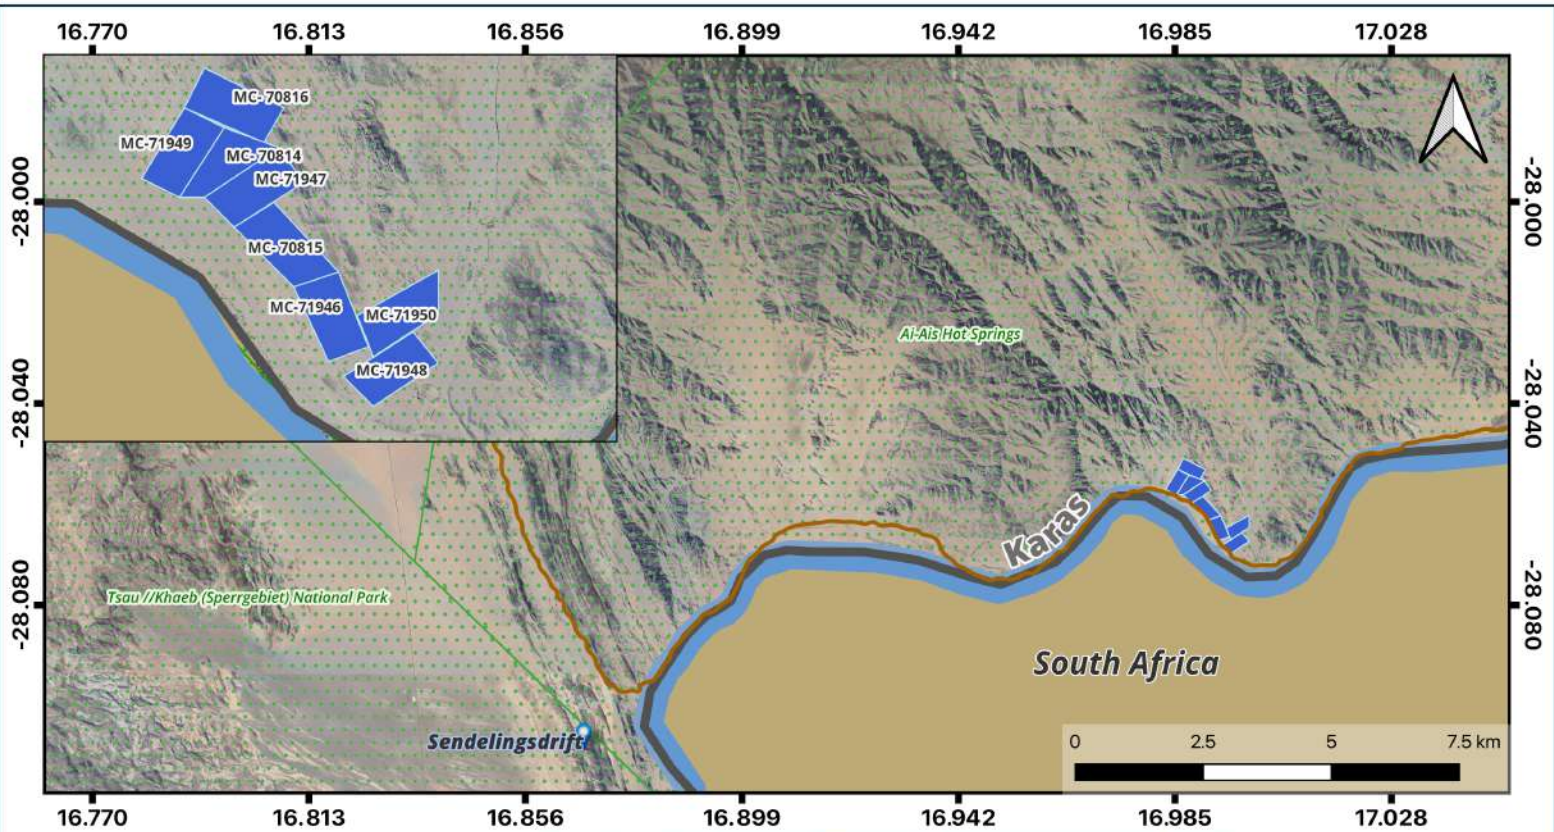 16.770 16.813 16.856 16.899 16.942 16.985 17.028
MC- 70816
MC-71949
MC- 70814
MC-71947
-28.000
-28.000
MC- 70815
MC-71946
MC-71950
Ai-Ais Hot Springs
MC-71948
-28.040
-28.040
Karas
-28.080
-28.080
Tsau //Khaeb (Sperrgebiet) National Park
South Africa
Sendelingsdrift
0 2.5 5 7.5 km
16.770 16.813 16.856 16.899 16.942 16.985 17.028